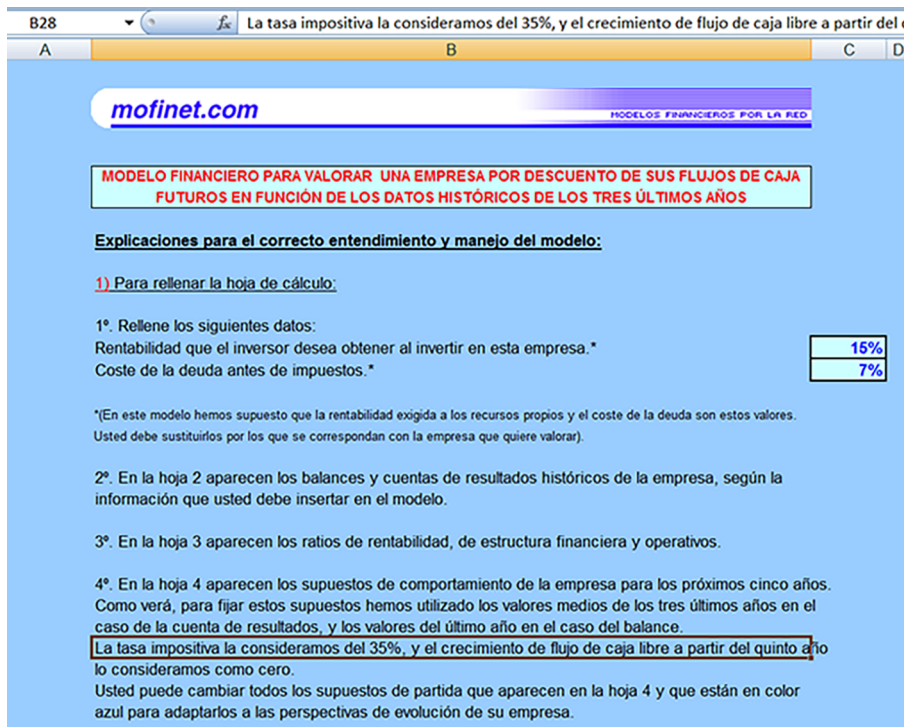 B28
fx
La tasa impositiva la consideramos del 35%, y el crecimiento de flujo de caja libre a partir del
A B C D
mofinet.com
MODELOS FINANCIEROS POR LA RED
MODELO FINANCIERO PARA VALORAR UNA EMPRESA POR DESCUENTO DE SUS FLUJOS DE CAJA
FUTUROS EN FUNCIÓN DE LOS DATOS HISTÓRICOS DE LOS TRES ÚLTIMOS AÑOS
Explicaciones para el correcto entendimiento y manejo del modelo:
1) Para rellenar la hoja de cálculo:
1º. Rellene los siguientes datos:
Rentabilidad que el inversor desea obtener al invertir en esta empresa.* 15%
Coste de la deuda antes de impuestos.* 7%
*(En este modelo hemos supuesto que la rentabilidad exigida a los recursos propios y el coste de la deuda son estos valores.
Usted debe sustituirlos por los que se correspondan con la empresa que quiere valorar).
2º. En la hoja 2 aparecen los balances y cuentas de resultados históricos de la empresa, según la
información que usted debe insertar en el modelo.
3º. En la hoja 3 aparecen los ratios de rentabilidad, de estructura financiera y operativos.
4º. En la hoja 4 aparecen los supuestos de comportamiento de la empresa para los próximos cinco años.
Como verá, para fijar estos supuestos hemos utilizado los valores medios de los tres últimos años en el
caso de la cuenta de resultados, y los valores del último año en el caso del balance.
La tasa impositiva la consideramos del 35%, y el crecimiento de flujo de caja libre a partir del quinto año
lo consideramos como cero.
Usted puede cambiar todos los supuestos de partida que aparecen en la hoja 4 y que están en color
azul para adaptarlos a las perspectivas de evolución de su empresa.